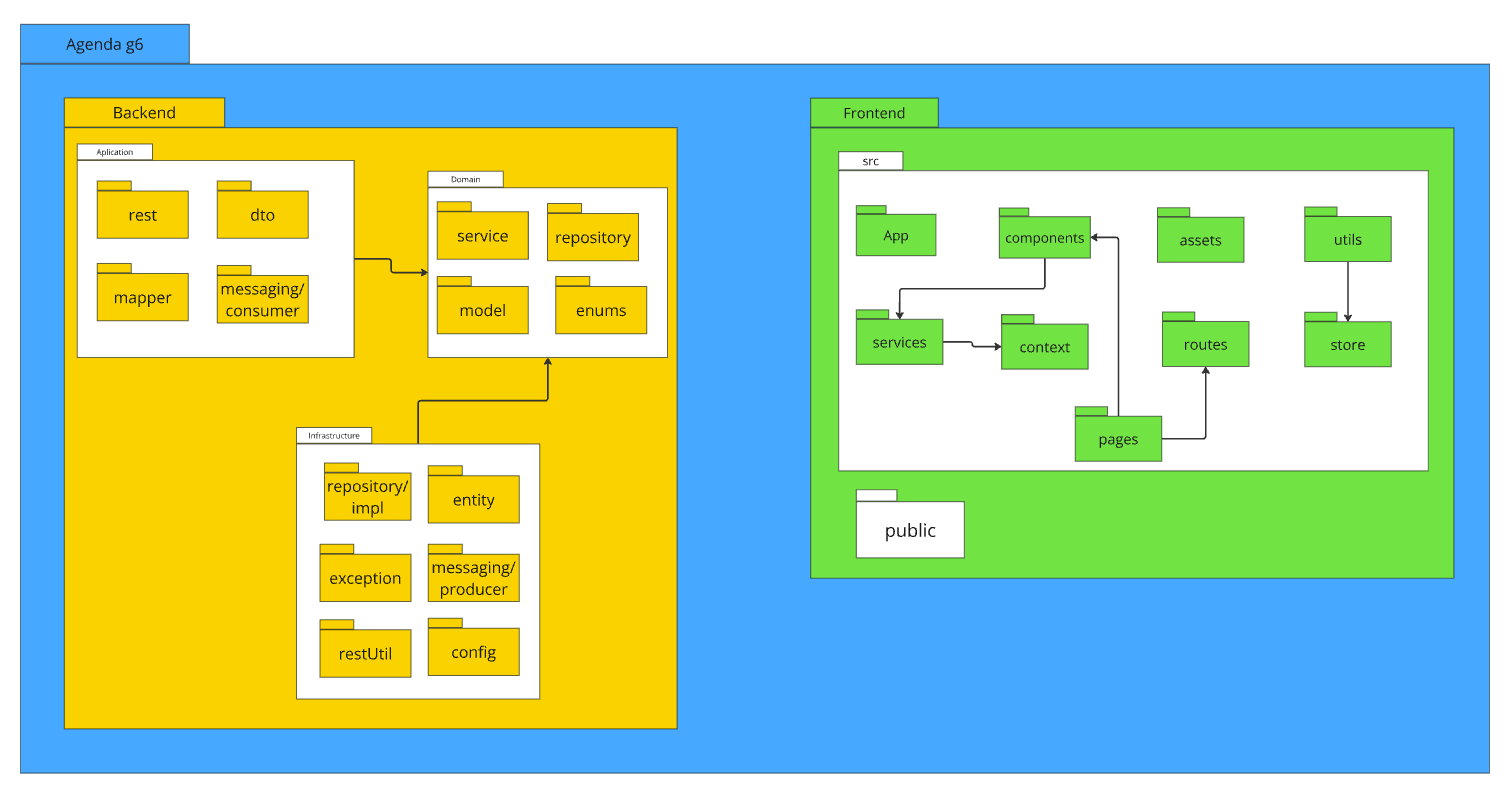 Agenda g6
Backend
Aplication
rest
dto
mapper
messaging/
consumer
Domain
service
repository
model
enums
Infrastructure
repository/
impl
entity
exception
messaging/
producer
restUtil
config
Frontend
src
App
components
assets
utils
services
context
routes
store
pages
public